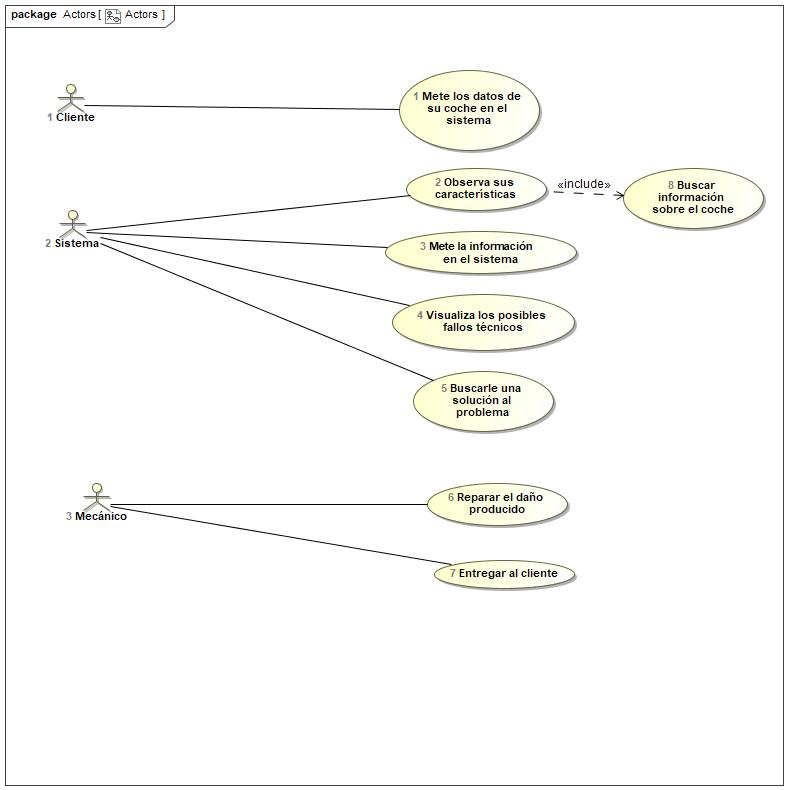 package Actors [ Actors ]
1 Cliente
1 Mete los datos de
su coche en el
sistema
2 Sistema
2 Observa sus
características
«include»
8 Buscar
información
sobre el coche
3 Mete la información
en el sistema
4 Visualiza los posibles
fallos técnicos
5 Buscarle una
solución al
problema
3 Mecánico
6 Reparar el daño
producido
7 Entregar al cliente